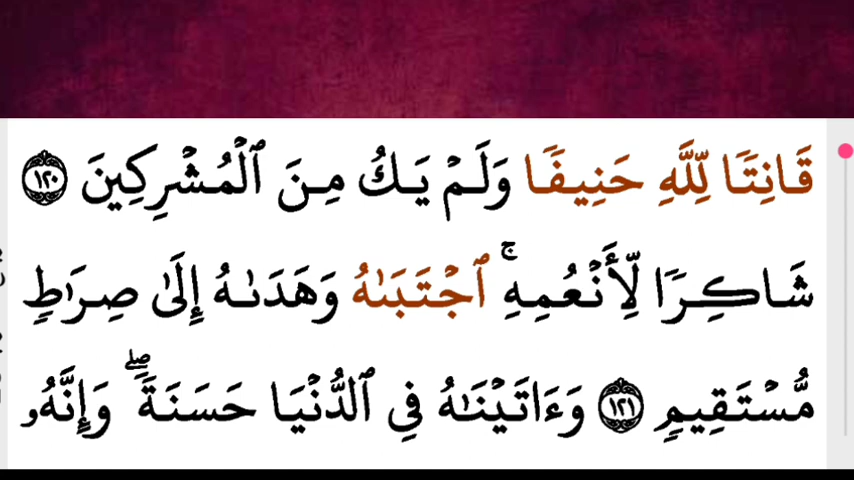 قَانِتٗا لِّلَّهِ حَنِيفٗا وَلَمۡ يَكُ مِنَ ٱلۡمُشۡرِكِينَ ١٢٠
شَاكِرٗا لِّأَنۡعُمِهِۚ ٱجۡتَبَىٰهُ وَهَدَىٰهُ إِلَىٰ صِرَٰطٖ
مُّسۡتَقِيمٖ ١٢١ وَءَاتَيۡنَٰهُ فِي ٱلدُّنۡيَا حَسَنَةٗۖ وَإِنَّهُۥ